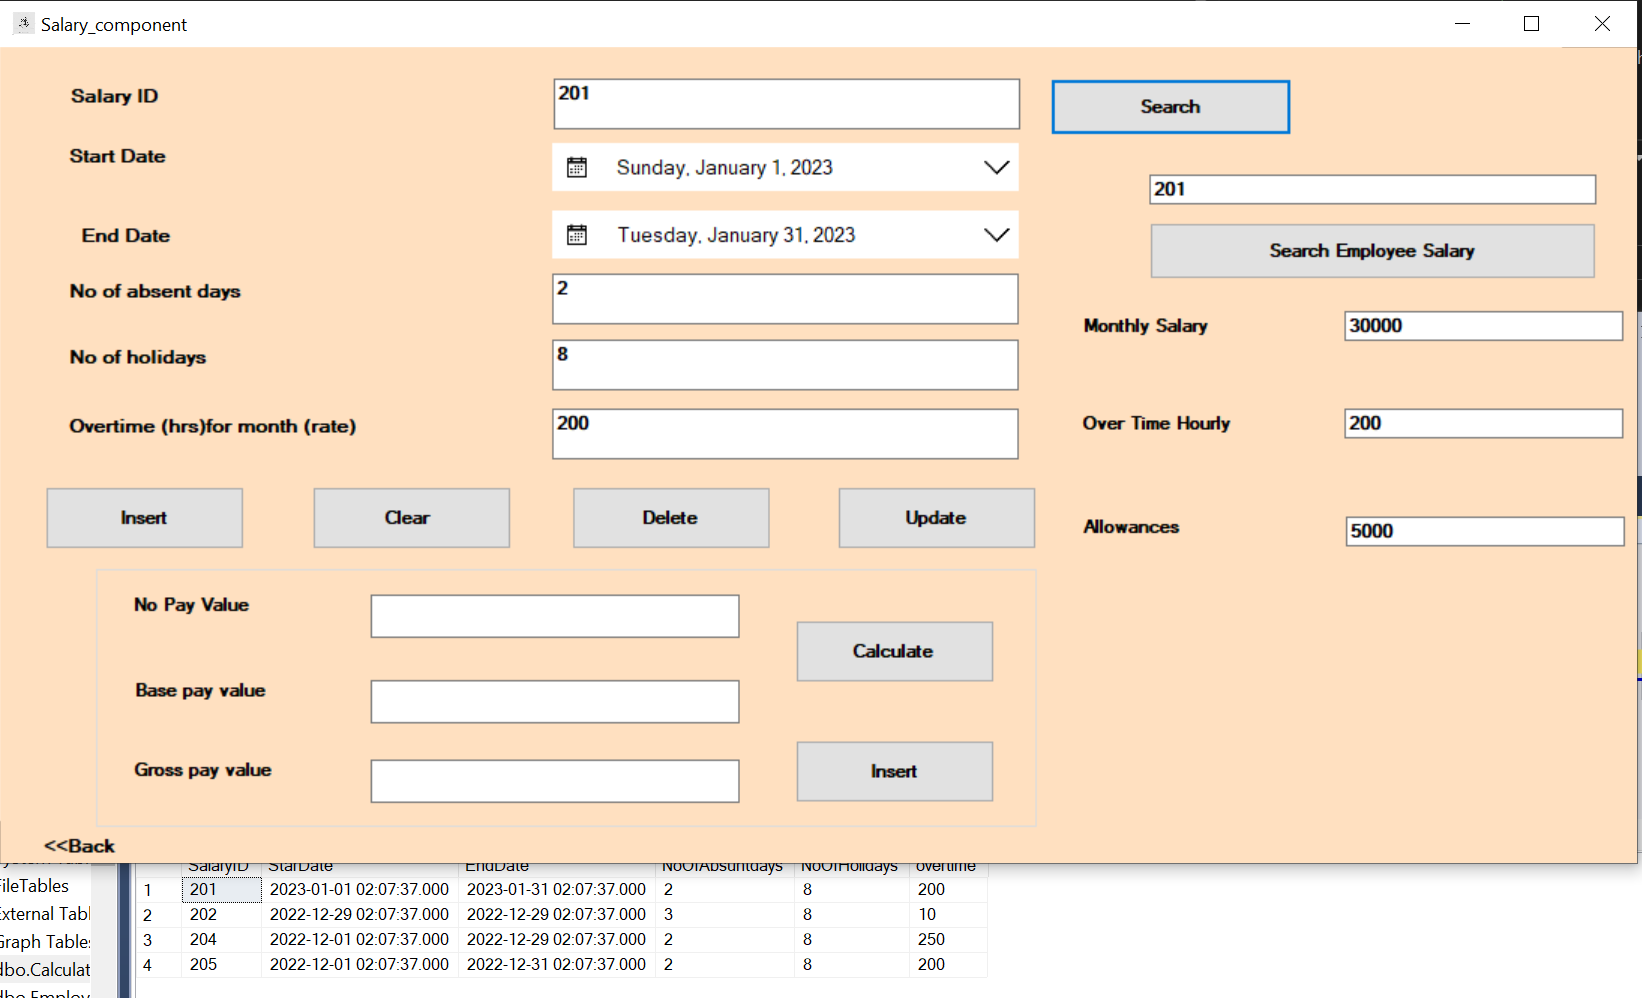 Salary_component
Salary ID
201
Search
Start Date
Sunday, January 1, 2023
201
End Date
Tuesday, January 31, 2023
Search Employee Salary
No of absent days
2
Monthly Salary
30000
No of holidays
8
Overtime (hrs)for month (rate)
200
Over Time Hourly
200
Insert
Clear
Delete
Update
Allowances
5000
No Pay Value
Calculate
Base pay value
Gross pay value
Insert
<<Back
SalaryID StarDate EndDate NoOfAbsuntdays NoOfHolidays overtime
1 201 2023-01-01 02:07:37.000 2023-01-31 02:07:37.000 2 8 200
2 202 2022-12-29 02:07:37.000 2022-12-29 02:07:37.000 3 8 10
3 204 2022-12-01 02:07:37.000 2022-12-29 02:07:37.000 2 8 250
4 205 2022-12-01 02:07:37.000 2022-12-31 02:07:37.000 2 8 200
FileTables
External Tabl
Graph Tables
dbo.Calculat
dbo.Employ